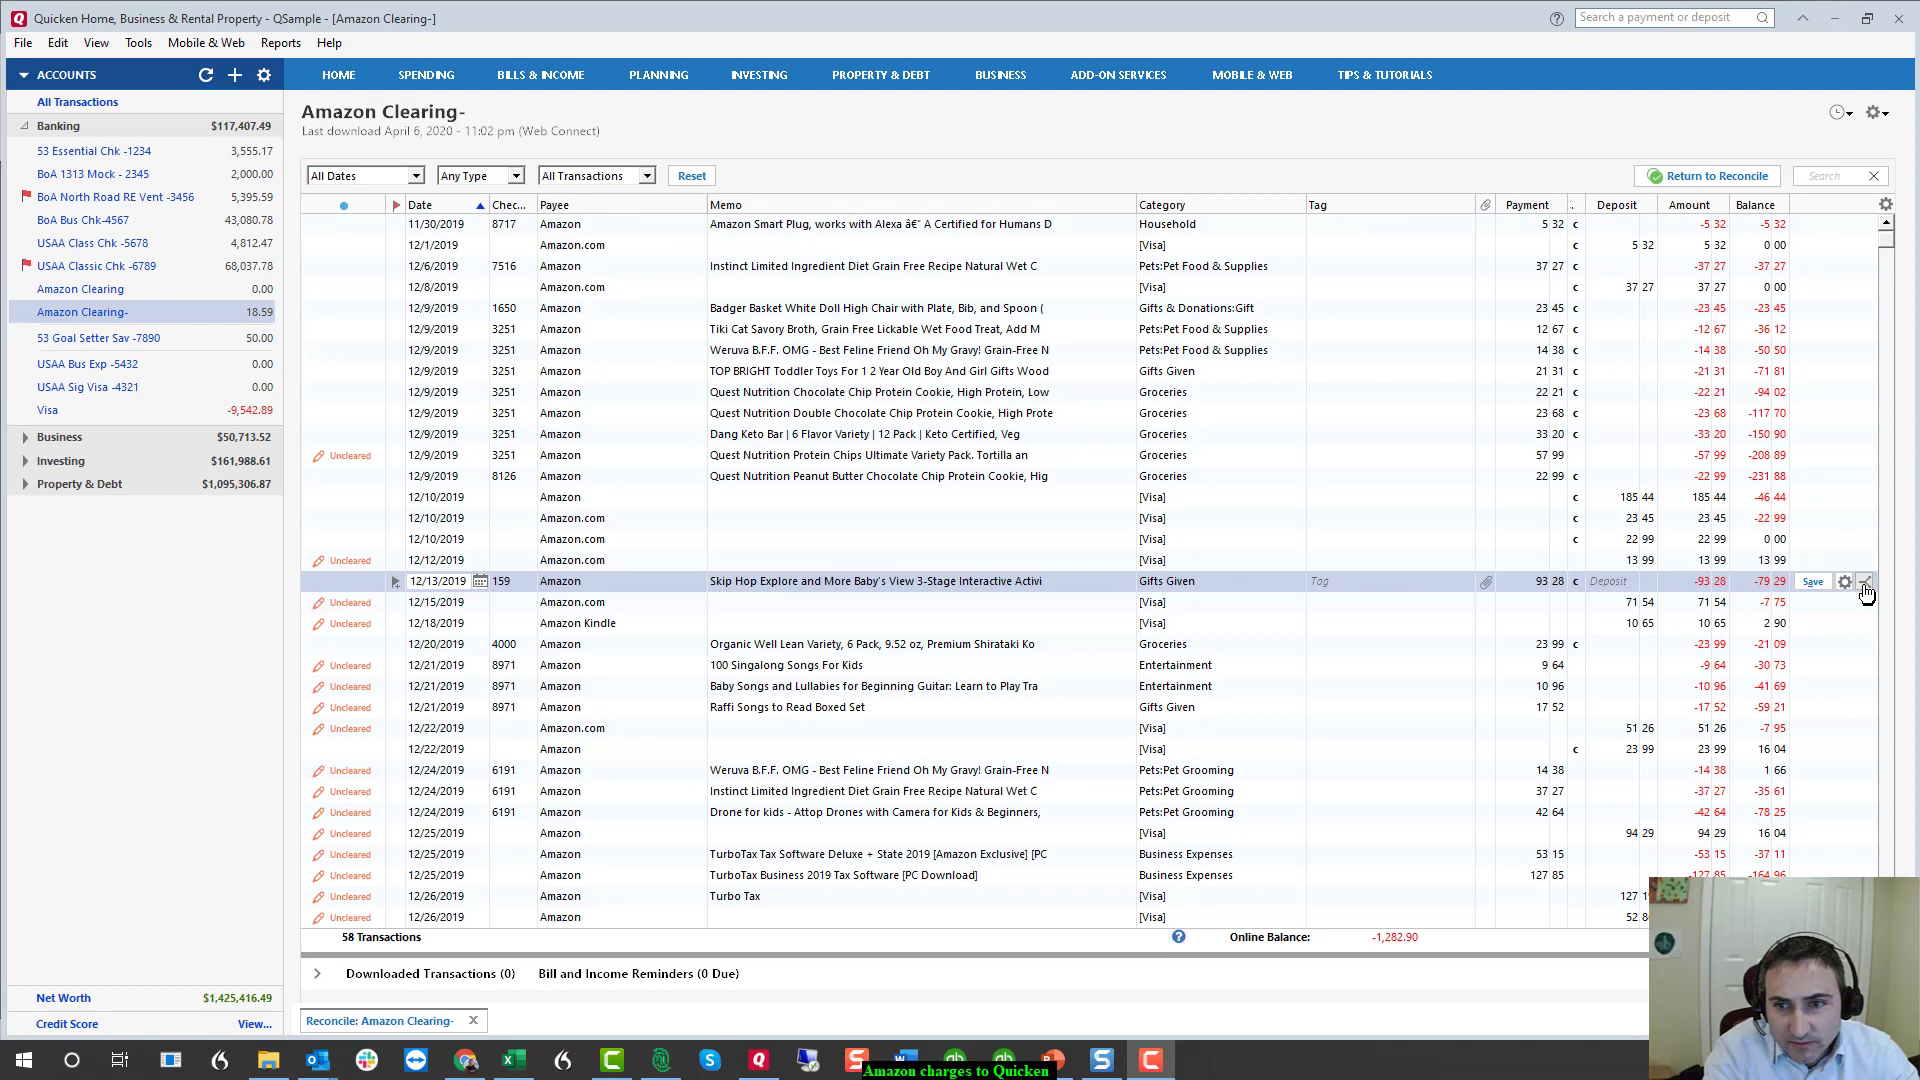 Quicken Home, Business & Rental Property - QSample - [Amazon Clearing-]
Search a payment or deposit
File Edit View Tools Mobile & Web Reports Help
ACCOUNTS
HOME SPENDING BILLS & INCOME PLANNING INVESTING PROPERTY & DEBT BUSINESS ADD-ON SERVICES MOBILE & WEB TIPS & TUTORIALS
All Transactions
Banking $117,407.49
53 Essential Chk -1234 3,555.17
BoA 1313 Mock - 2345 2,000.00
BoA North Road RE Vent -3456 5,395.59
BoA Bus Chk-4567 43,080.78
USAA Class Chk -5678 4,812.47
USAA Classic Chk -6789 68,037.78
Amazon Clearing 0.00
Amazon Clearing- 18.59
53 Goal Setter Sav -7890 50.00
USAA Bus Exp -5432 0.00
USAA Sig Visa -4321 0.00
Visa -9,542.89
Business $50,713.52
Investing $161,988.61
Property & Debt $1,095,306.87
Net Worth $1,425,416.49
Credit Score View...
Amazon Clearing-
Last download April 6, 2020 - 11:02 pm (Web Connect)
All Dates Any Type All Transactions Reset Return to Reconcile Search
Date Chec... Payee Memo Category Tag Payment . Deposit Amount Balance
11/30/2019 8717 Amazon Amazon Smart Plug, works with Alexa â€“ A Certified for Humans D Household 5 32 c -5 32 -5 32
12/1/2019 Amazon.com [Visa] c 5 32 5 32 0 00
12/6/2019 7516 Amazon Instinct Limited Ingredient Diet Grain Free Recipe Natural Wet C Pets:Pet Food & Supplies 37 27 c -37 27 -37 27
12/8/2019 Amazon.com [Visa] c 37 27 37 27 0 00
12/9/2019 1650 Amazon Badger Basket White Doll High Chair with Plate, Bib, and Spoon ( Gifts & Donations:Gift 23 45 c -23 45 -23 45
12/9/2019 3251 Amazon Tiki Cat Savory Broth, Grain Free Lickable Wet Food Treat, Add M Pets:Pet Food & Supplies 12 67 c -12 67 -36 12
12/9/2019 3251 Amazon Weruva B.F.F. OMG - Best Feline Friend Oh My Gravy! Grain-Free N Pets:Pet Food & Supplies 14 38 c -14 38 -50 50
12/9/2019 3251 Amazon TOP BRIGHT Toddler Toys For 1 2 Year Old Boy And Girl Gifts Wood Gifts Given 21 31 c -21 31 -71 81
12/9/2019 3251 Amazon Quest Nutrition Chocolate Chip Protein Cookie, High Protein, Low Groceries 22 21 c -22 21 -94 02
12/9/2019 3251 Amazon Quest Nutrition Double Chocolate Chip Protein Cookie, High Prote Groceries 23 68 c -23 68 -117 70
12/9/2019 3251 Amazon Dang Keto Bar | 6 Flavor Variety | 12 Pack | Keto Certified, Veg Groceries 33 20 c -33 20 -150 90
Uncleared 12/9/2019 3251 Amazon Quest Nutrition Protein Chips Ultimate Variety Pack. Tortilla an Groceries 57 99 -57 99 -208 89
12/9/2019 8126 Amazon Quest Nutrition Peanut Butter Chocolate Chip Protein Cookie, Hig Groceries 22 99 c -22 99 -231 88
12/10/2019 Amazon [Visa] c 185 44 185 44 -46 44
12/10/2019 Amazon.com [Visa] c 23 45 23 45 -22 99
12/10/2019 Amazon.com [Visa] c 22 99 22 99 0 00
Uncleared 12/12/2019 Amazon.com [Visa] 13 99 13 99 13 99
12/13/2019 159 Amazon Skip Hop Explore and More Baby's View 3-Stage Interactive Activi Gifts Given Tag 93 28 c Deposit -93 28 -79 29 Save
Uncleared 12/15/2019 Amazon.com [Visa] 71 54 71 54 -7 75
Uncleared 12/18/2019 Amazon Kindle [Visa] 10 65 10 65 2 90
12/20/2019 4000 Amazon Organic Well Lean Variety, 6 Pack, 9.52 oz, Premium Shirataki Ko Groceries 23 99 c -23 99 -21 09
Uncleared 12/21/2019 8971 Amazon 100 Singalong Songs For Kids Entertainment 9 64 -9 64 -30 73
Uncleared 12/21/2019 8971 Amazon Baby Songs and Lullabies for Beginning Guitar: Learn to Play Tra Entertainment 10 96 -10 96 -41 69
Uncleared 12/21/2019 8971 Amazon Raffi Songs to Read Boxed Set Gifts Given 17 52 -17 52 -59 21
Uncleared 12/22/2019 Amazon.com [Visa] 51 26 51 26 -7 95
12/22/2019 Amazon [Visa] c 23 99 23 99 16 04
Uncleared 12/24/2019 6191 Amazon Weruva B.F.F. OMG - Best Feline Friend Oh My Gravy! Grain-Free N Pets:Pet Grooming 14 38 -14 38 1 66
Uncleared 12/24/2019 6191 Amazon Instinct Limited Ingredient Diet Grain Free Recipe Natural Wet C Pets:Pet Grooming 37 27 -37 27 -35 61
Uncleared 12/24/2019 6191 Amazon Drone for kids - Attop Drones with Camera for Kids & Beginners, Pets:Pet Grooming 42 64 -42 64 -78 25
Uncleared 12/25/2019 Amazon [Visa] 94 29 94 29 16 04
Uncleared 12/25/2019 Amazon TurboTax Tax Software Deluxe + State 2019 [Amazon Exclusive] [PC Business Expenses 53 15 -53 15 -37 11
Uncleared 12/25/2019 Amazon TurboTax Business 2019 Tax Software [PC Download] Business Expenses 127 85 -127 85 -164 96
Uncleared 12/26/2019 Amazon Turbo Tax [Visa] 127
Uncleared 12/26/2019 Amazon [Visa] 52
58 Transactions Online Balance: -1,282.90
Downloaded Transactions (0) Bill and Income Reminders (0 Due)
Reconcile: Amazon Clearing-
Amazon charges to Quicken